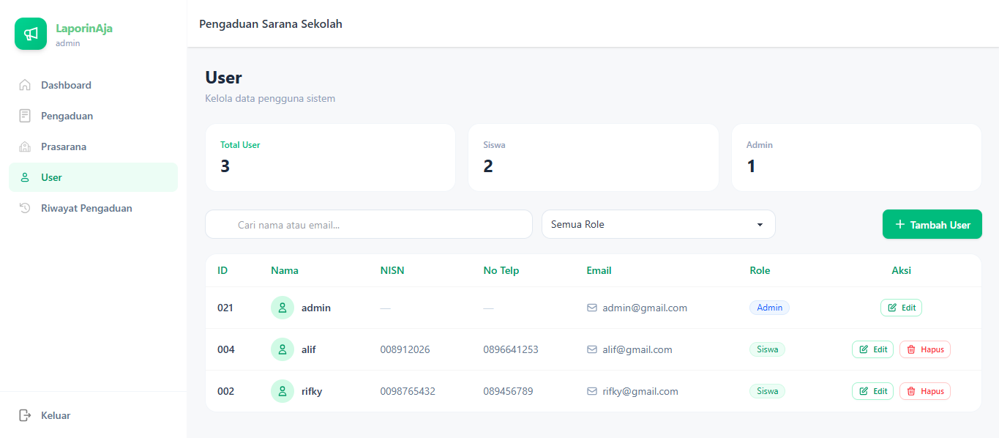 LaporinAja
admin
Dashboard
Pengaduan
Prasarana
User
Riwayat Pengaduan
Keluar
Pengaduan Sarana Sekolah
User
Kelola data pengguna sistem
Total User
3
Siswa
2
Admin
1
Cari nama atau email...
Semua Role
+ Tambah User
ID Nama NISN No Telp Email Role Aksi
021 admin — — admin@gmail.com Admin Edit
004 alif 008912026 0896641253 alif@gmail.com Siswa Edit Hapus
002 rifky 0098765432 089456789 rifky@gmail.com Siswa Edit Hapus